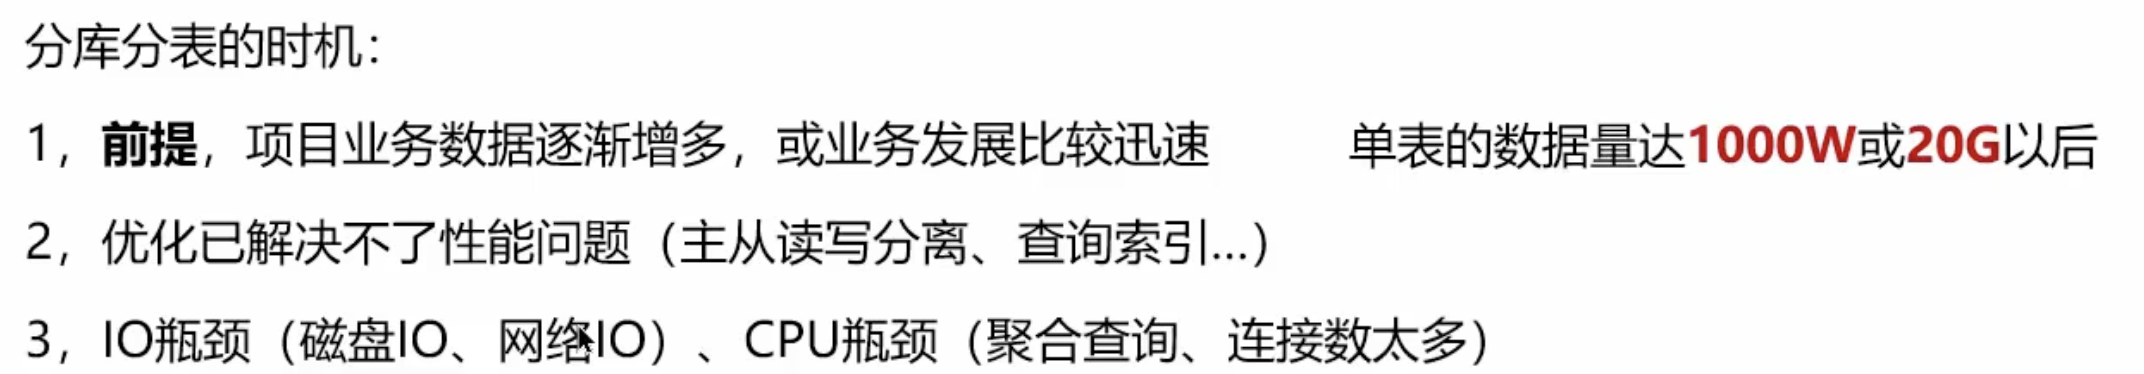 分库分表的时机：
1，前提，项目业务数据逐渐增多，或业务发展比较迅速 单表的数据量达1000W或20G以后
2，优化已解决不了性能问题（主从读写分离、查询索引...）
3，IO瓶颈（磁盘IO、网络IO）、CPU瓶颈（聚合查询、连接数太多）